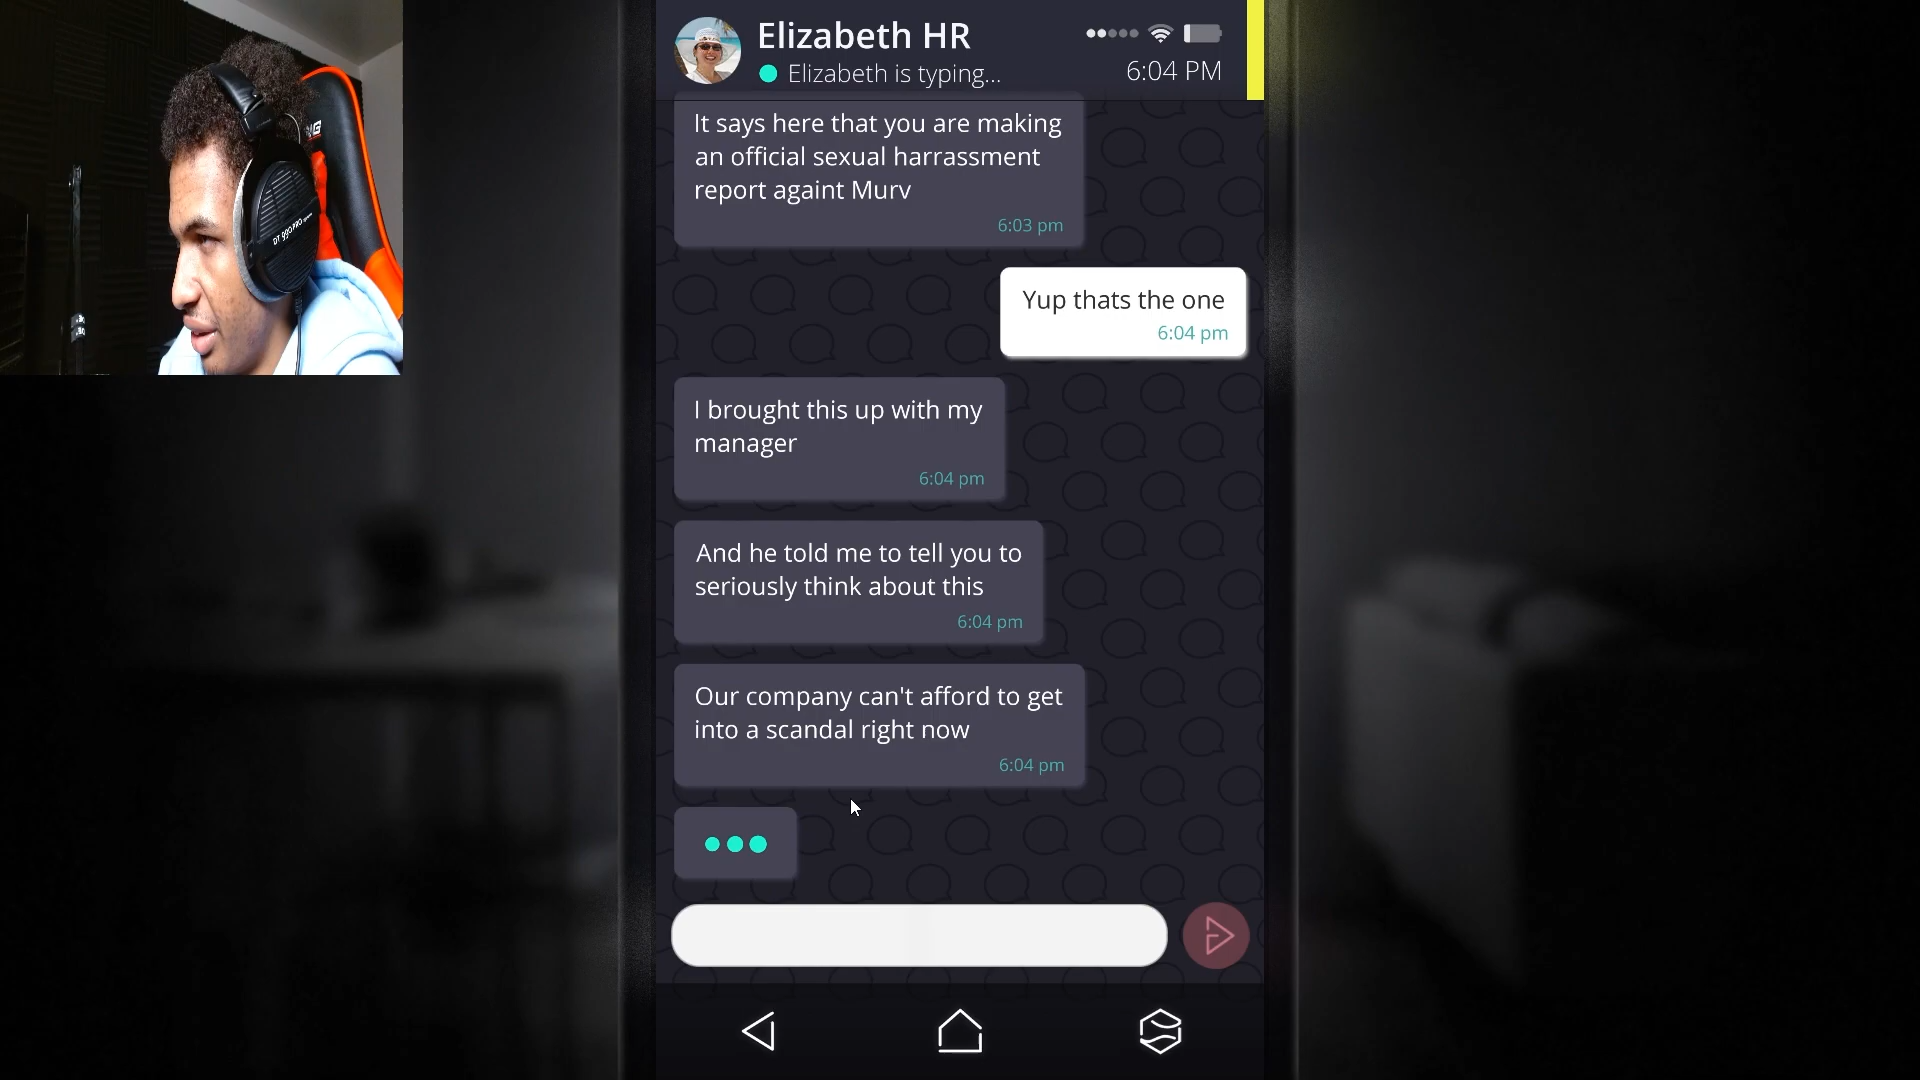 Elizabeth HR
Elizabeth is typing...
6:04 PM
It says here that you are making
an official sexual harrassment
report againt Murv
6:03 pm
Yup thats the one
6:04 pm
I brought this up with my
manager
6:04 pm
And he told me to tell you to
seriously think about this
6:04 pm
Our company can't afford to get
into a scandal right now
6:04 pm
DT 990 PRO